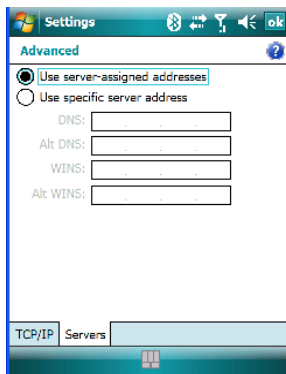 Settings
ok
Advanced
?
Use server-assigned addresses
Use specific server address
DNS:
Alt DNS:
WINS:
Alt WINS:
TCP/IP Servers